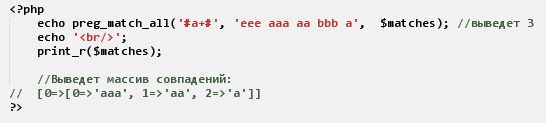 <?php
echo preg_match_all('#a+#', 'eee aaa aa bbb a', $matches); //выведет 3
echo '<br/>';
print_r($matches);
//Выведет массив совпадений:
// [0=>[0=>'aaa', 1=>'aa', 2=>'a']]
?>